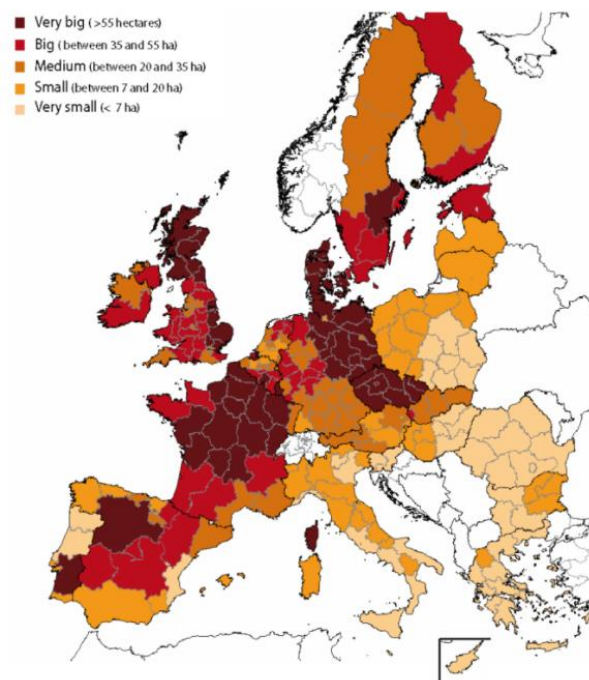 Very big (>55 hectares)
Big (between 35 and 55 ha)
Medium (between 20 and 35 ha)
Small (between 7 and 20 ha)
Very small (< 7 ha)